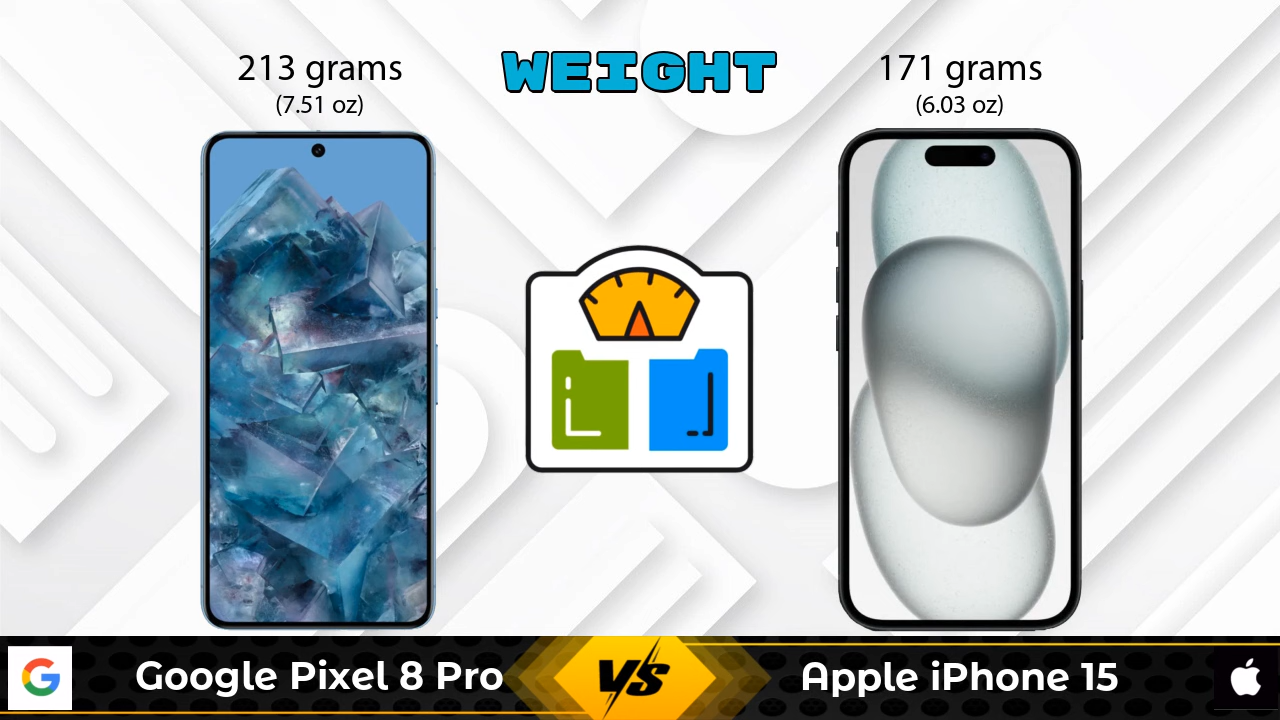 WEIGHT
213 grams
(7.51 oz)
171 grams
(6.03 oz)
Google Pixel 8 Pro
VS
Apple iPhone 15